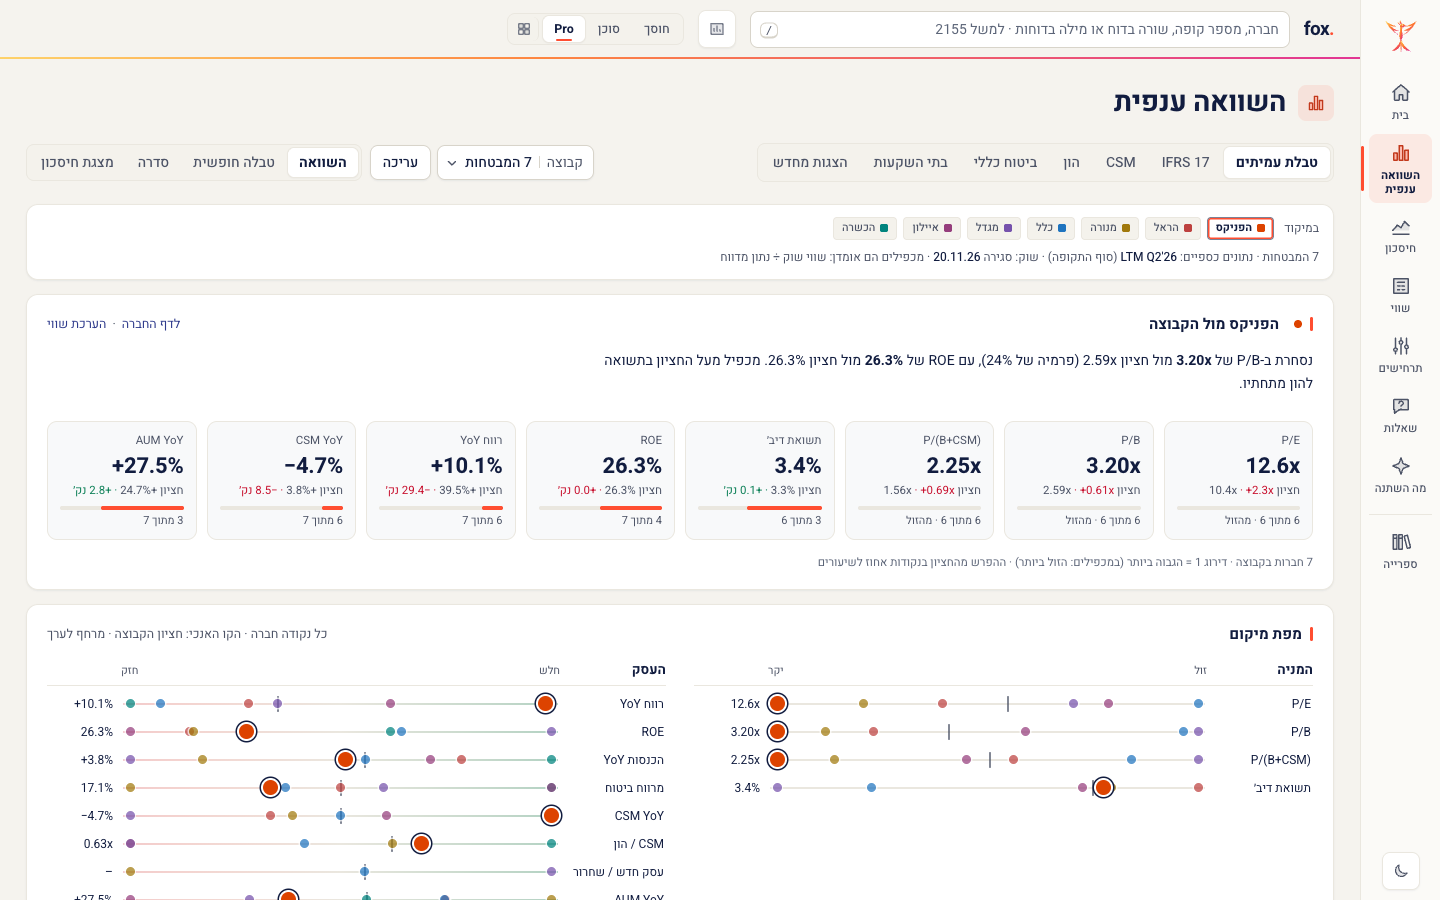 fox.
חברה, מספר קופה, שורה בדוח או מילה בדוחות · למשל 2155
/
חוסך
סוכן
Pro
בית
השוואה ענפית
חיסכון
שווי
תרחישים
שאלות
מה השתנה
ספרייה
השוואה ענפית
טבלת עמיתים
IFRS 17
CSM
הון
ביטוח כללי
בתי השקעות
הצגות מחדש
קבוצה
7 המבטחות
עריכה
השוואה
טבלה חופשית
סדרה
מצגת חיסכון
במיקוד
הפניקס
הראל
מנורה
כלל
מגדל
איילון
הכשרה
7 המבטחות · נתונים כספיים: LTM Q2'26 (סוף התקופה) · שוק: סגירה 20.11.26 · מכפילים הם אומדן: שווי שוק ÷ נתון מדווח
הפניקס מול הקבוצה
לדף החברה · הערכת שווי
נסחרת ב-P/B של 3.20x מול חציון 2.59x (פרמיה של 24%), עם ROE של 26.3% מול חציון 26.3%. מכפיל מעל החציון בתשואה
להון מתחתיו.
P/E
12.6x
חציון 10.4x · +2.3x
6 מתוך 6 · מהזול
P/B
3.20x
חציון 2.59x · +0.61x
6 מתוך 6 · מהזול
P/(B+CSM)
2.25x
חציון 1.56x · +0.69x
6 מתוך 6 · מהזול
תשואת דיב'
3.4%
חציון 3.3% · +0.1 נק'
3 מתוך 6
ROE
26.3%
חציון 26.3% · +0.0 נק'
4 מתוך 7
רווח YoY
+10.1%
חציון +39.5% · −29.4 נק'
6 מתוך 7
CSM YoY
−4.7%
חציון +3.8% · −8.5 נק'
6 מתוך 7
AUM YoY
+27.5%
חציון +24.7% · +2.8 נק'
3 מתוך 7
7 חברות בקבוצה · דירוג 1 = הגבוה ביותר (במכפילים: הזול ביותר) · ההפרש מהחציון בנקודות אחוז לשיעורים
מפת מיקום
כל נקודה חברה · הקו האנכי: חציון הקבוצה · מרחף לערך
המניה
זול
יקר
P/E
12.6x
P/B
3.20x
P/(B+CSM)
2.25x
תשואת דיב'
3.4%
העסק
חלש
חזק
רווח YoY
+10.1%
ROE
26.3%
הכנסות YoY
+3.8%
מרווח ביטוח
17.1%
CSM YoY
−4.7%
CSM / הון
0.63x
עסק חדש / שחרור
–
AUM YoY
+27.5%